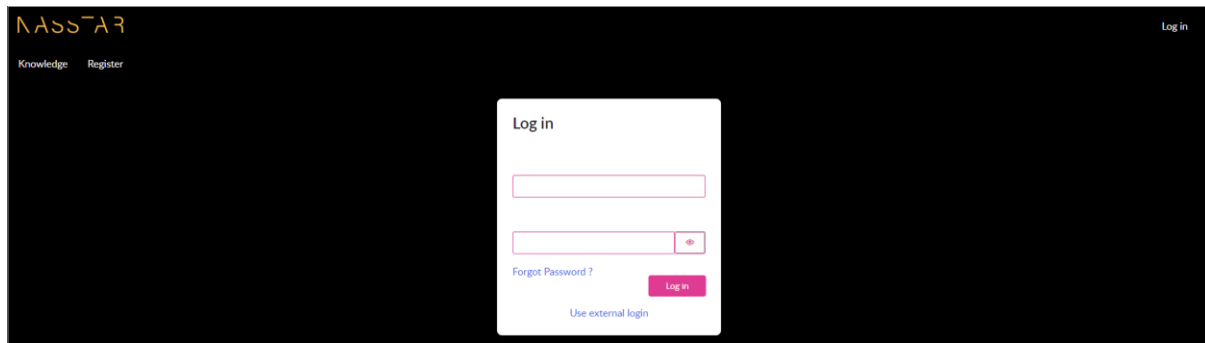 NASSTAR
Log in
Knowledge Register
Log in
Forgot Password ?
Log in
Use external login